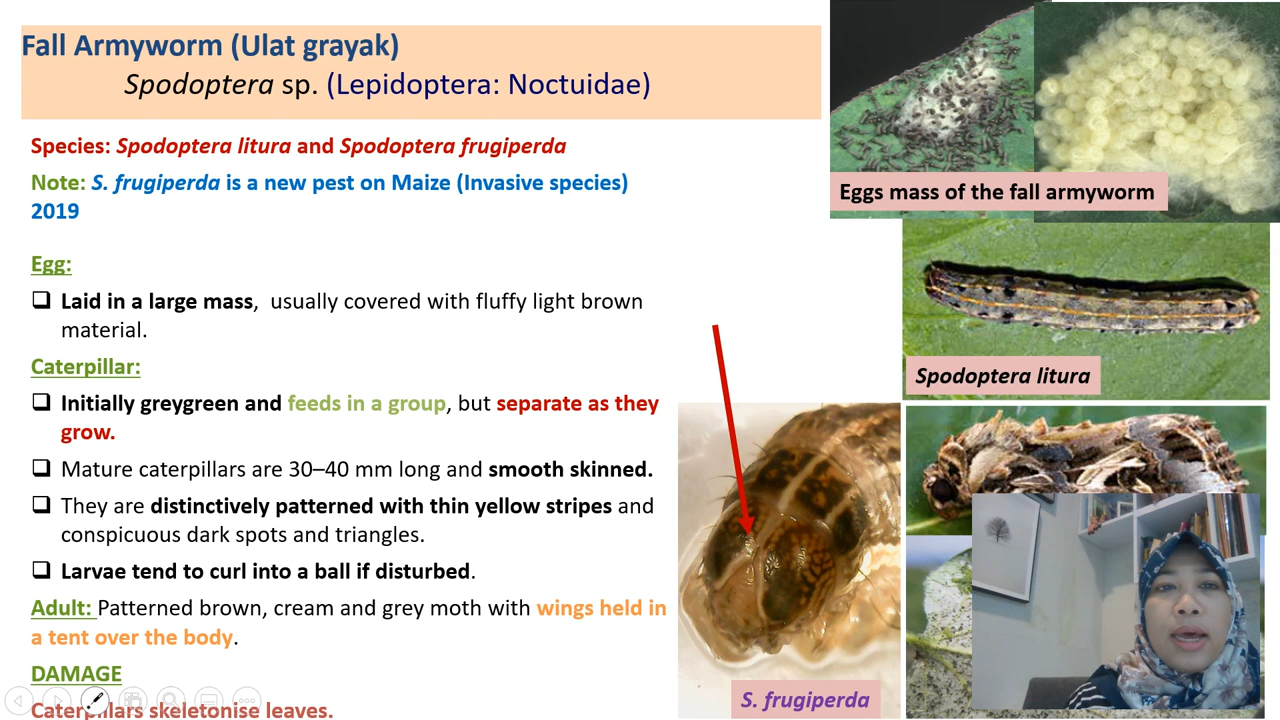 Fall Armyworm (Ulat grayak)
Spodoptera sp. (Lepidoptera: Noctuidae)
Species: Spodoptera litura and Spodoptera frugiperda
Note: S. frugiperda is a new pest on Maize (Invasive species)
2019
Egg:
Laid in a large mass, usually covered with fluffy light brown
material.
Caterpillar:
Initially greygreen and feeds in a group, but separate as they
grow.
Mature caterpillars are 30–40 mm long and smooth skinned.
They are distinctively patterned with thin yellow stripes and
conspicuous dark spots and triangles.
Larvae tend to curl into a ball if disturbed.
Adult: Patterned brown, cream and grey moth with wings held in
a tent over the body.
DAMAGE
Caterpillars skeletonise leaves.
Eggs mass of the fall armyworm
Spodoptera litura
S. frugiperda